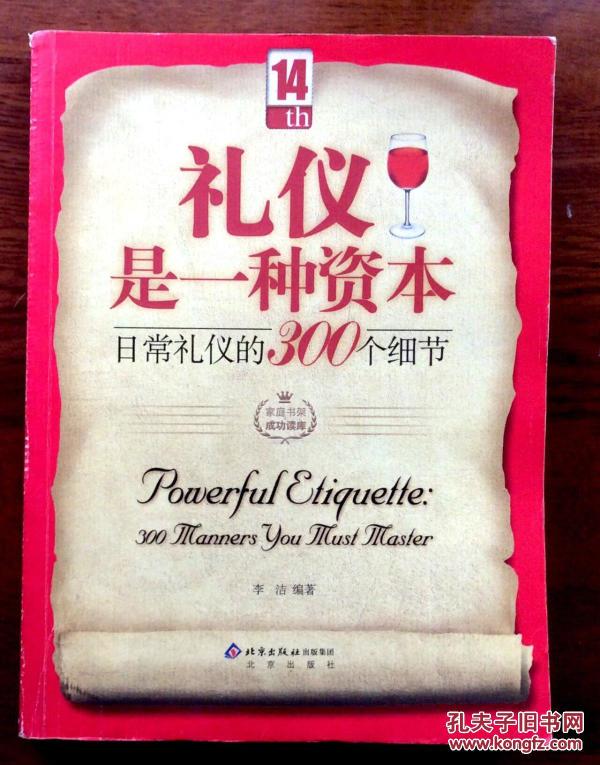 14
th
礼仪
是一种资本
日常礼仪的300个细节
家庭书架
成功读库
Powerful Etiquette:
300 Manners You Must Master
李 洁 编著
北京出版社出版集团
北 京 出 版 社
孔夫子旧书网
www.kongfz.com